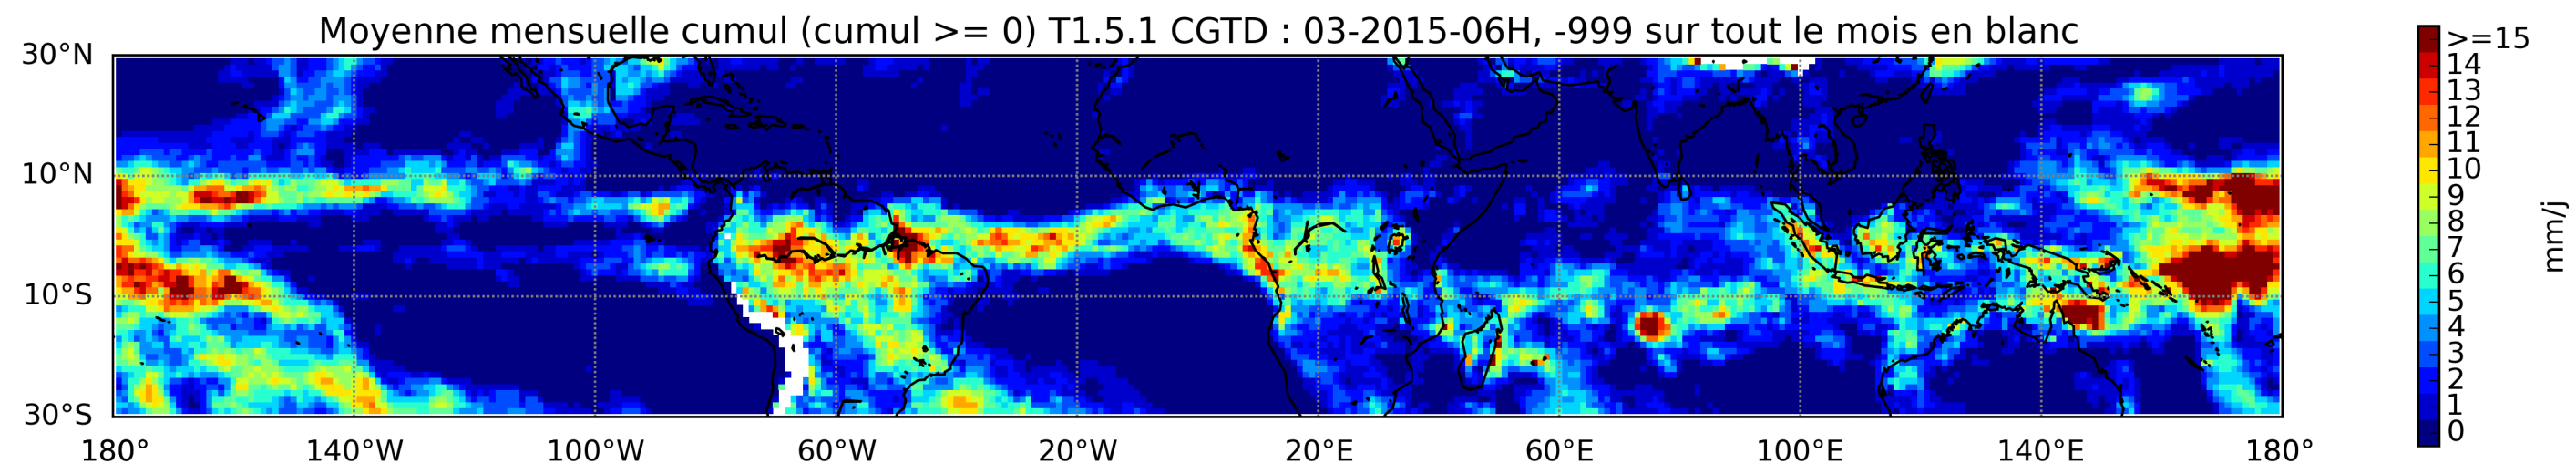 Moyenne mensuelle cumul (cumul >= 0) T1.5.1 CGTD : 03-2015-06H, -999 sur tout le mois en blanc
30°N
10°N
10°S
30°S
180°
140°W
100°W
60°W
20°W
20°E
60°E
100°E
140°E
180°
>=15
14
13
12
11
10
9
8
7
6
5
4
3
2
1
0
mm/j